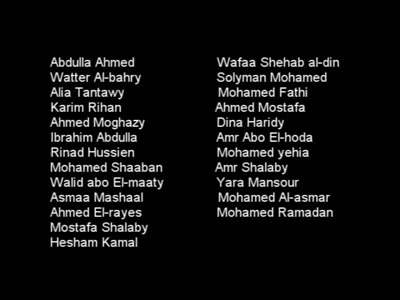 Abdulla Ahmed
Watter Al-bahry
Alia Tantawy
Karim Rihan
Ahmed Moghazy
Ibrahim Abdulla
Rinad Hussien
Mohamed Shaaban
Walid abo El-maaty
Asmaa Mashaal
Ahmed El-rayes
Mostafa Shalaby
Hesham Kamal
Wafaa Shehab al-din
Solyman Mohamed
Mohamed Fathi
Ahmed Mostafa
Dina Haridy
Amr Abo El-hoda
Mohamed yehia
Amr Shalaby
Yara Mansour
Mohamed Al-asmar
Mohamed Ramadan